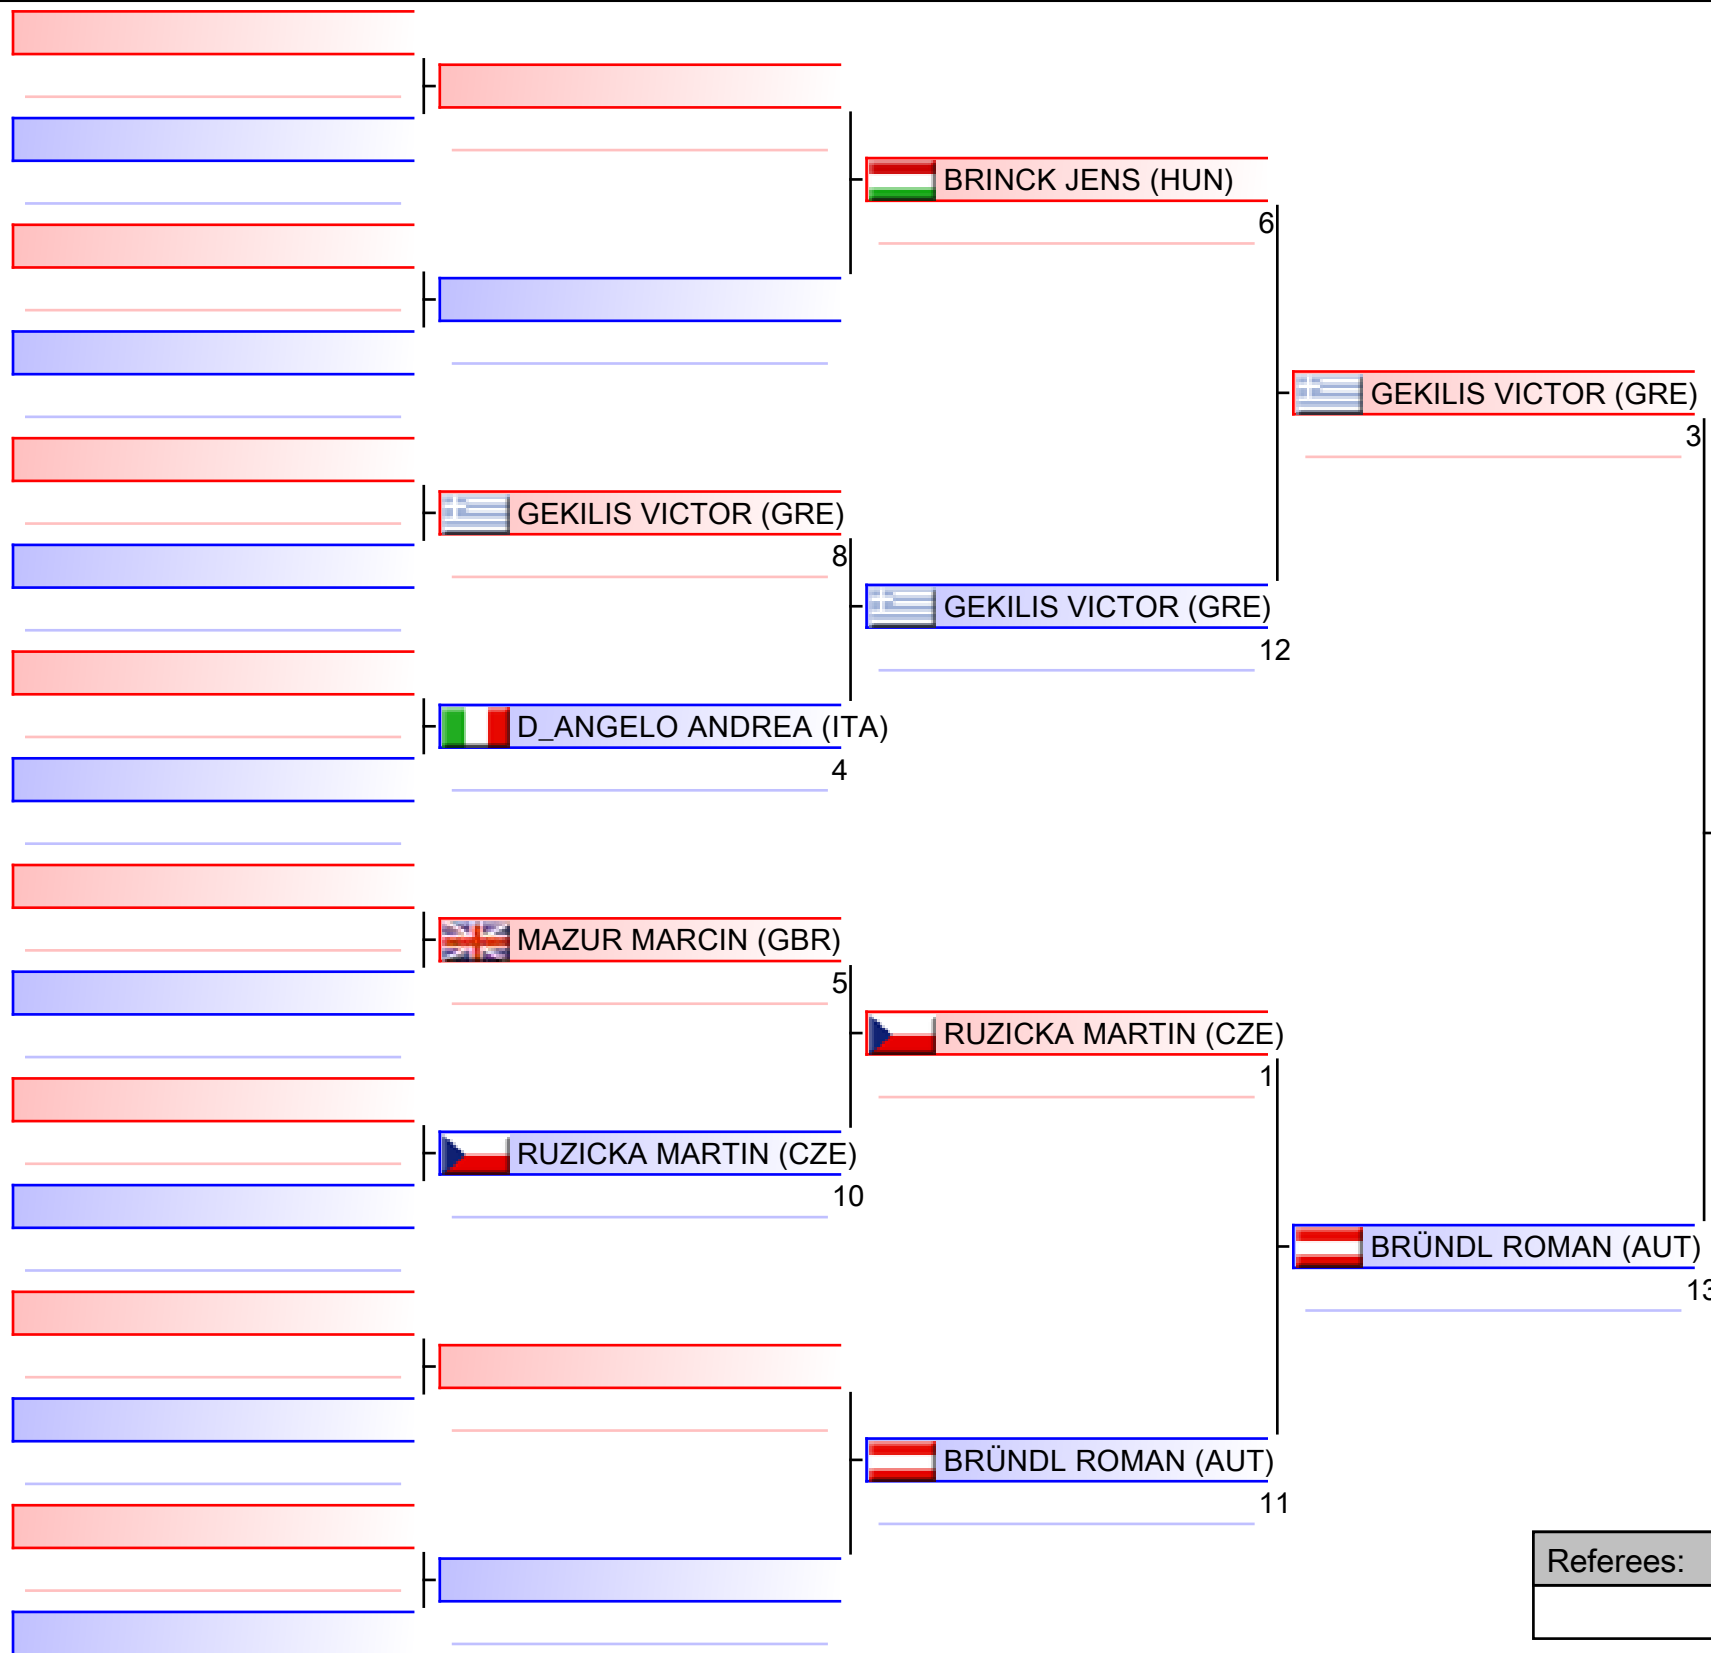 BRINCK JENS (HUN)
6
GEKILIS VICTOR (GRE)
3
GEKILIS VICTOR (GRE)
8
GEKILIS VICTOR (GRE)
12
D_ANGELO ANDREA (ITA)
4
MAZUR MARCIN (GBR)
5
RUZICKA MARTIN (CZE)
1
RUZICKA MARTIN (CZE)
10
BRÜNDL ROMAN (AUT)
13
BRÜNDL ROMAN (AUT)
11
Referees: